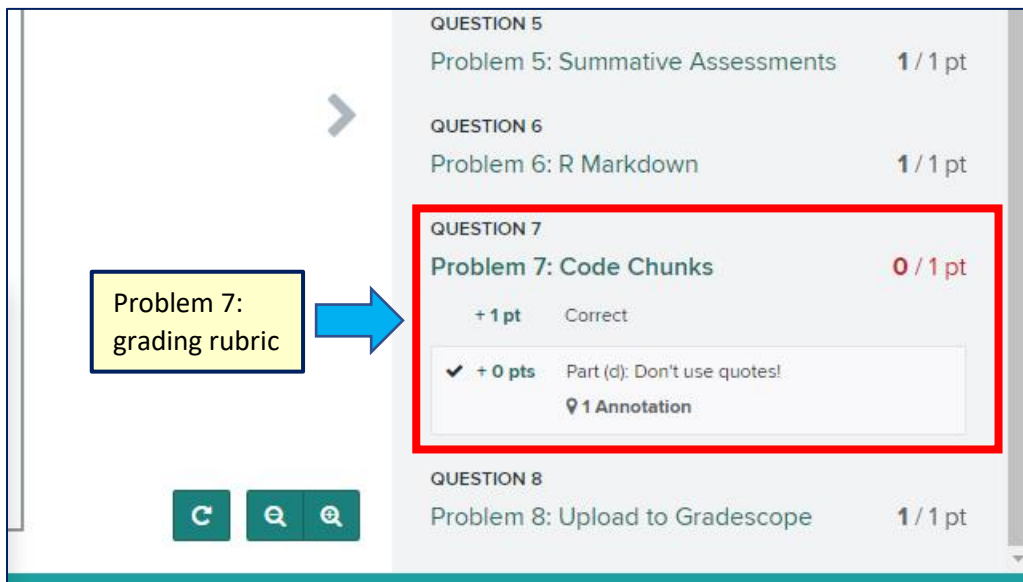 QUESTION 5
Problem 5: Summative Assessments 1 / 1 pt
QUESTION 6
Problem 6: R Markdown 1 / 1 pt
QUESTION 7
Problem 7: Code Chunks 0 / 1 pt
Problem 7:
grading rubric
+ 1 pt Correct
+ 0 pts Part (d): Don't use quotes!
1 Annotation
QUESTION 8
Problem 8: Upload to Gradescope 1 / 1 pt